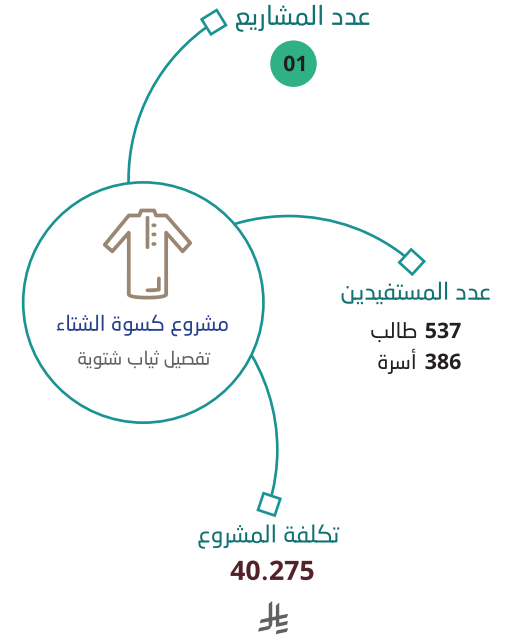 عدد المشاريع
01
مشروع كسوة الشتاء
تفصيل ثياب شتوية
عدد المستفيدين
537 طالب
386 أسرة
تكلفة المشروع
40.275